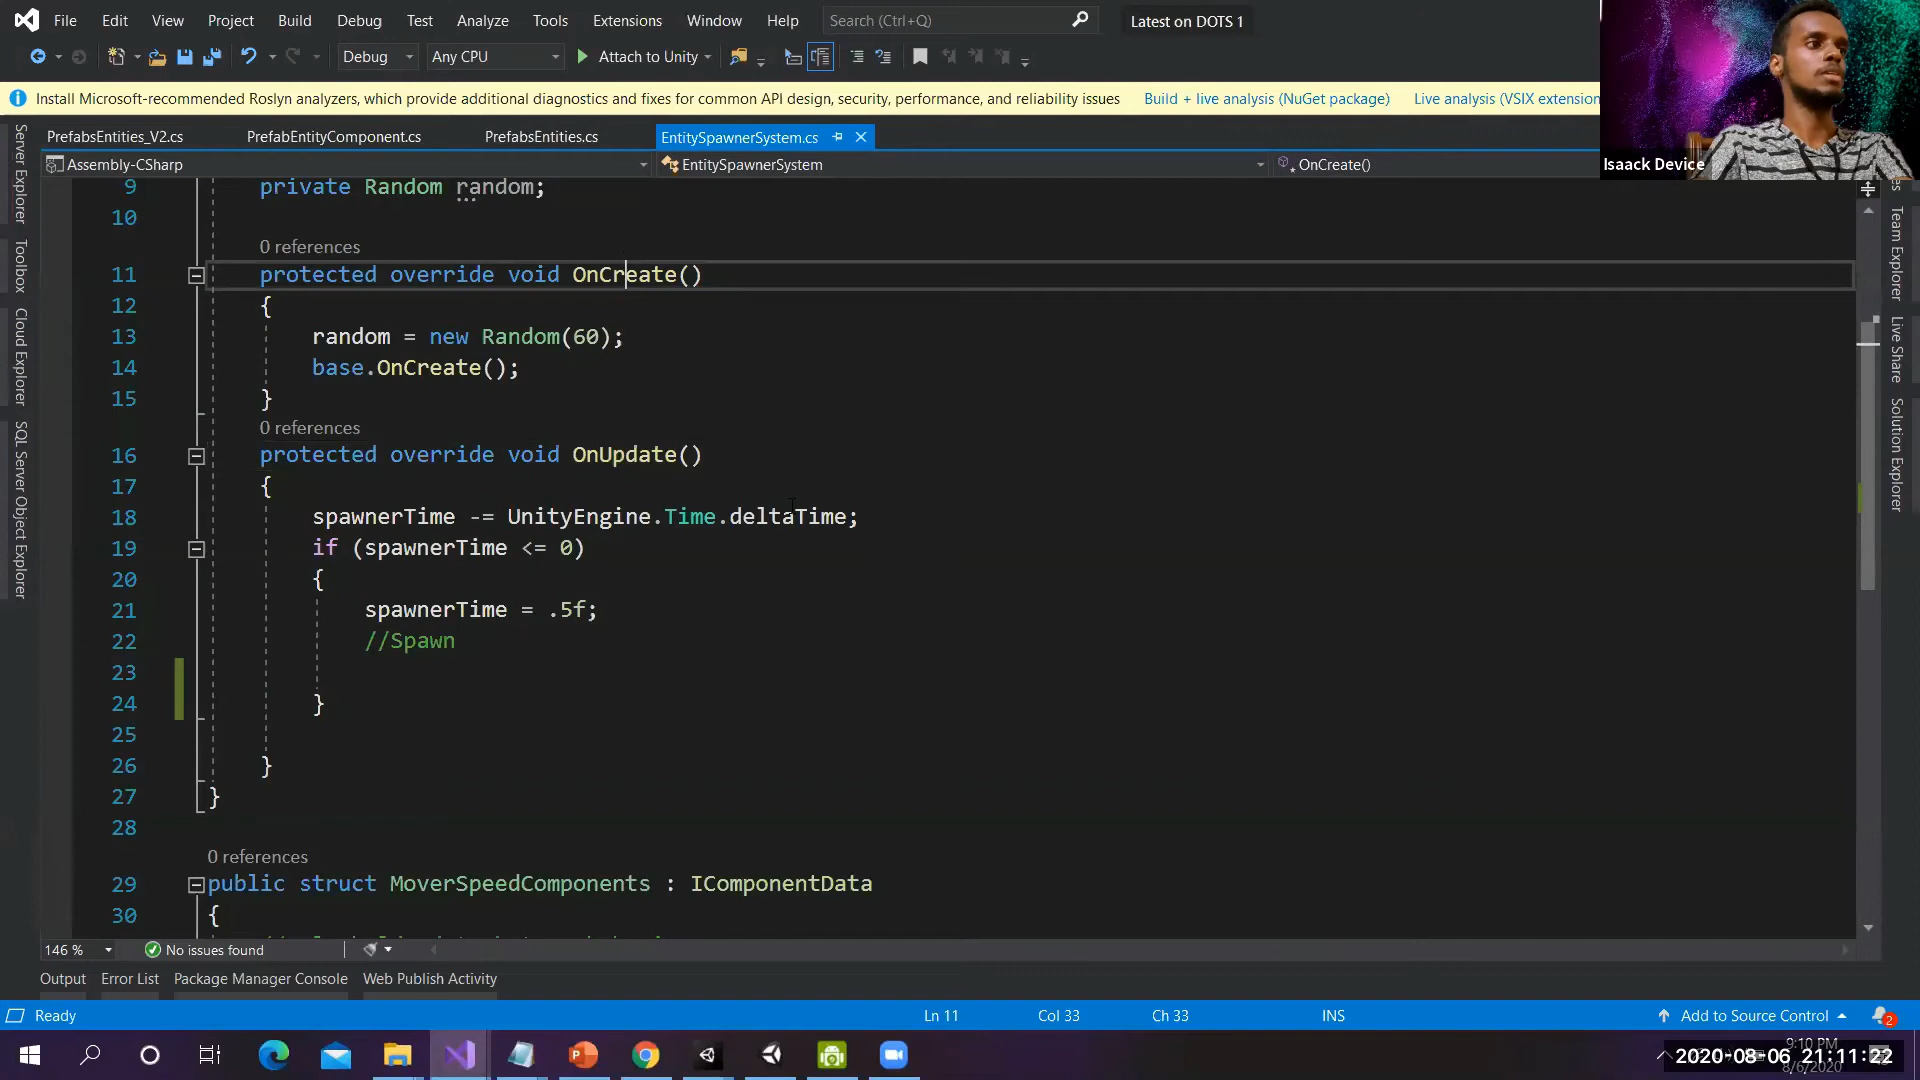 File Edit View Project Build Debug Test Analyze Tools Extensions Window Help Search (Ctrl+Q) Latest on DOTS 1
Debug Any CPU Attach to Unity
Install Microsoft-recommended Roslyn analyzers, which provide additional diagnostics and fixes for common API design, security, performance, and reliability issues Build + live analysis (NuGet package) Live analysis (VSIX extension
PrefabsEntities_V2.cs PrefabEntityComponent.cs PrefabsEntities.cs EntitySpawnerSystem.cs
Assembly-CSharp EntitySpawnerSystem OnCreate()
Isaack Device
Server Explorer
Toolbox
Cloud Explorer
SQL Server Object Explorer
9 private Random random;
10
0 references
11 protected override void OnCreate()
12 {
13 random = new Random(60);
14 base.OnCreate();
15 }
0 references
16 protected override void OnUpdate()
17 {
18 spawnerTime -= UnityEngine.Time.deltaTime;
19 if (spawnerTime <= 0)
20 {
21 spawnerTime = .5f;
22 //Spawn
23
24 }
25
26 }
27 }
28
0 references
29 public struct MoverSpeedComponents : IComponentData
30 {
Team Explorer
Live Share
Solution Explorer
146 % No issues found
Output Error List Package Manager Console Web Publish Activity
Ready Ln 11 Col 33 Ch 33 INS Add to Source Control 2
9:10 PM
2020-08-06 21:11:22
8/6/2020